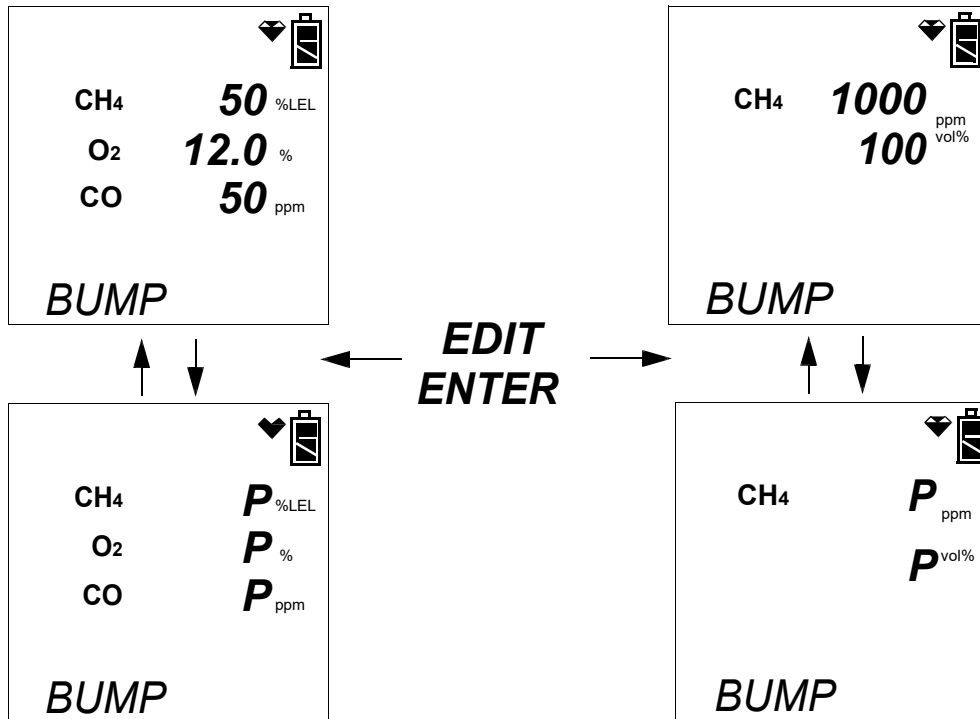 CH4 50 %LEL
O2 12.0 %
CO 50 ppm
BUMP
CH4 1000 ppm
100 vol%
BUMP
EDIT
ENTER
CH4 P %LEL
O2 P %
CO P ppm
BUMP
CH4 P ppm
P vol%
BUMP